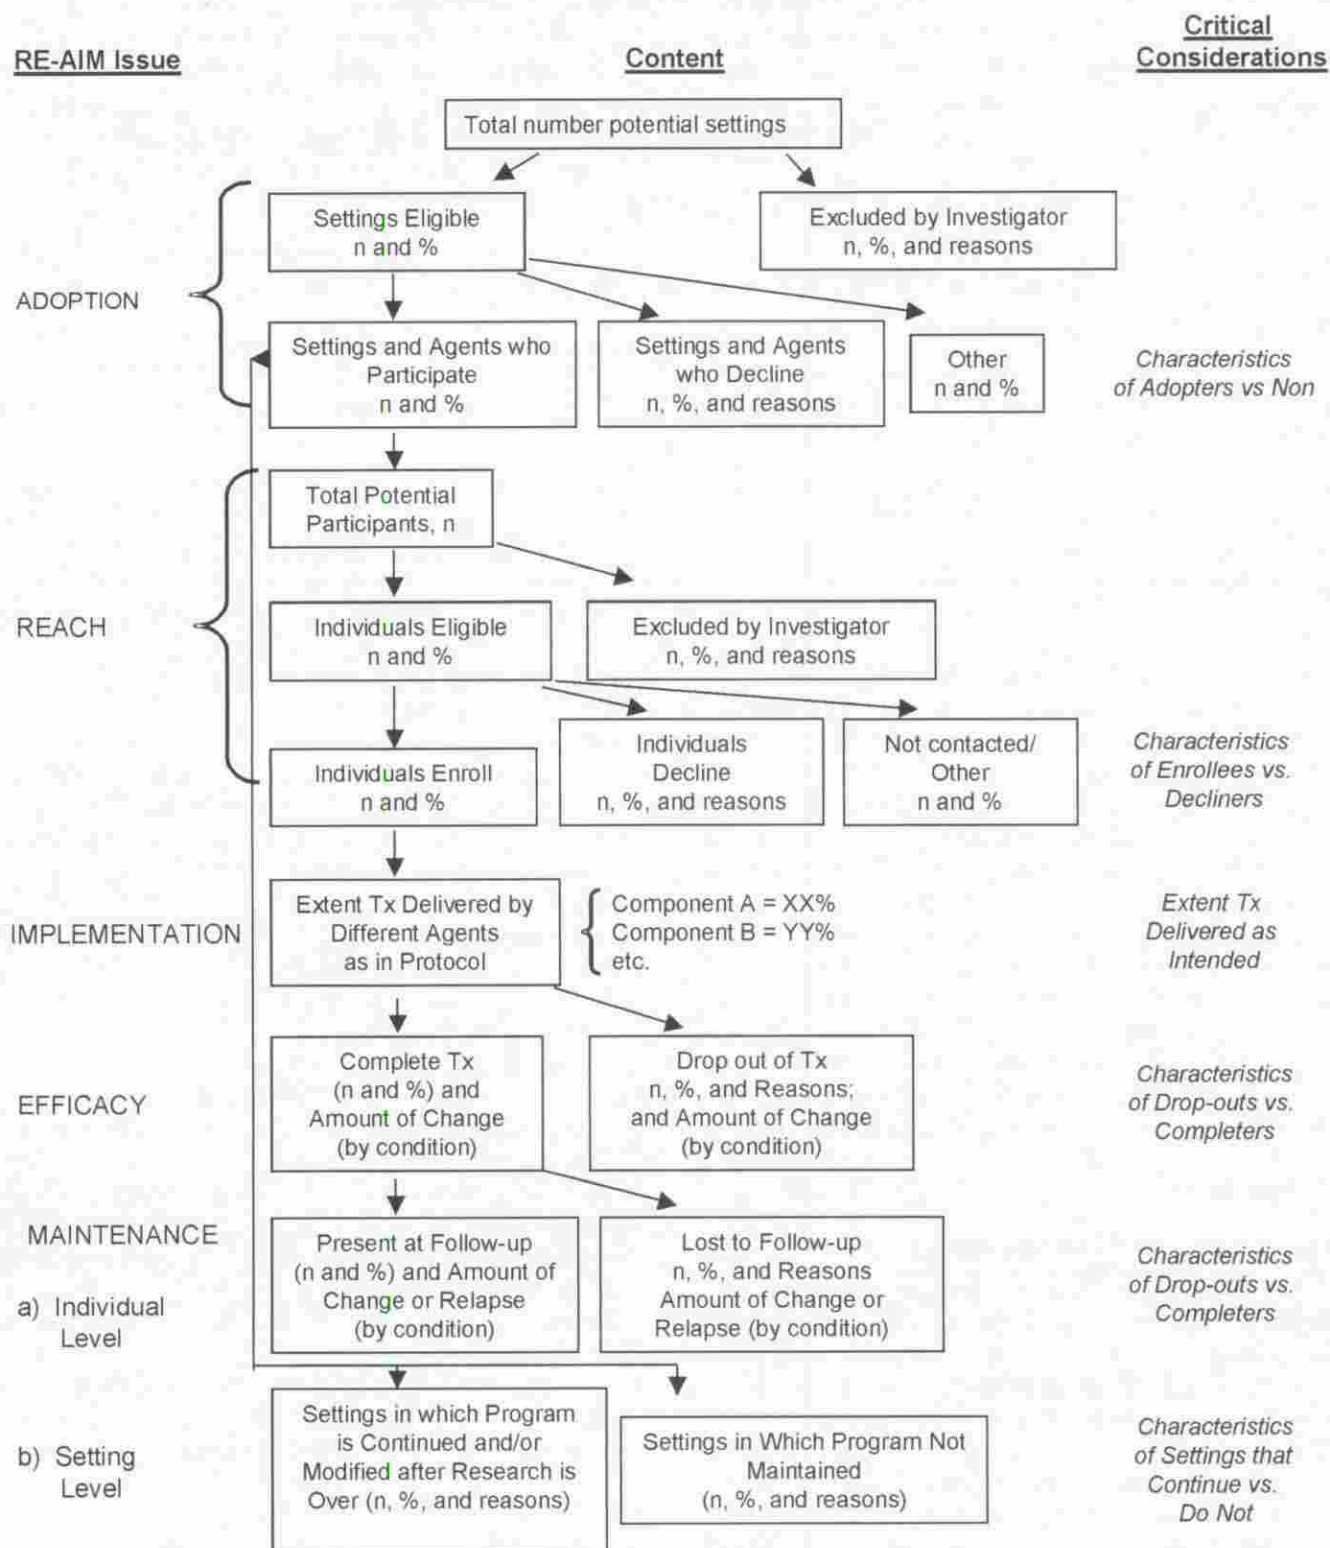 RE-AIM Issue
Content
Critical
Considerations
Total number potential settings
ADOPTION
Settings Eligible
n and %
Excluded by Investigator
n, %, and reasons
Settings and Agents who
Participate
n and %
Settings and Agents
who Decline
n, %, and reasons
Other
n and %
Characteristics
of Adopters vs Non
REACH
Total Potential
Participants, n
Individuals Eligible
n and %
Excluded by Investigator
n, %, and reasons
Individuals Enroll
n and %
Individuals
Decline
n, %, and reasons
Not contacted/
Other
n and %
Characteristics
of Enrollees vs.
Decliners
IMPLEMENTATION
Extent Tx Delivered by
Different Agents
as in Protocol
Component A = XX%
Component B = YY%
etc.
Extent Tx
Delivered as
Intended
EFFICACY
Complete Tx
(n and %) and
Amount of Change
(by condition)
Drop out of Tx
n, %, and Reasons;
and Amount of Change
(by condition)
Characteristics
of Drop-outs vs.
Completers
MAINTENANCE
a) Individual
Level
Present at Follow-up
(n and %) and Amount of
Change or Relapse
(by condition)
Lost to Follow-up
n, %, and Reasons
Amount of Change or
Relapse (by condition)
Characteristics
of Drop-outs vs.
Completers
b) Setting
Level
Settings in which Program
is Continued and/or
Modified after Research is
Over (n, %, and reasons)
Settings in Which Program Not
Maintained
(n, %, and reasons)
Characteristics
of Settings that
Continue vs.
Do Not